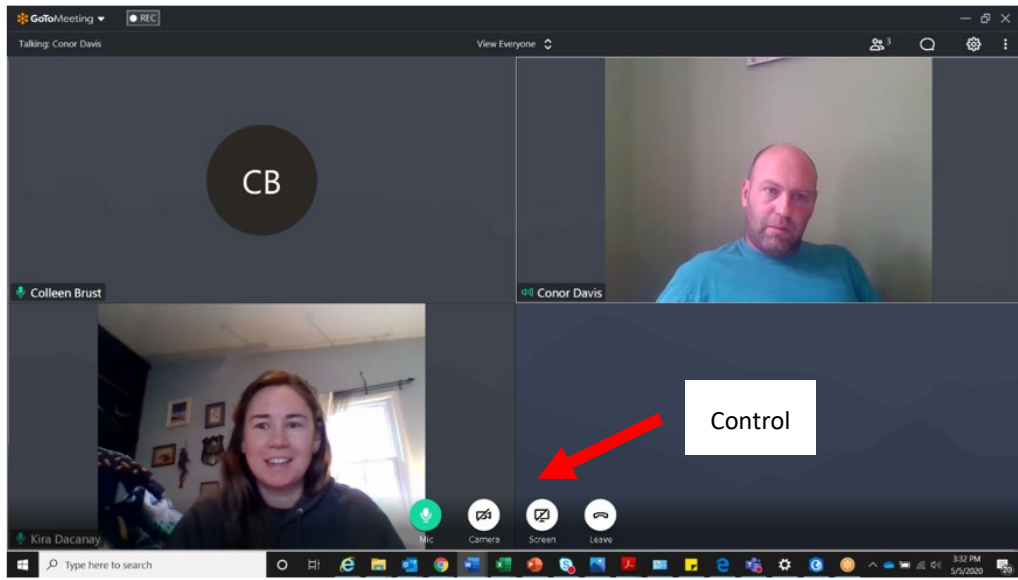 GoToMeeting
REC
Talking: Conor Davis
View Everyone
3
CB
Colleen Brust
Conor Davis
Control
Kira Dacanay
Mic
Camera
Screen
Leave
Type here to search
3:32 PM
5/5/2020
20